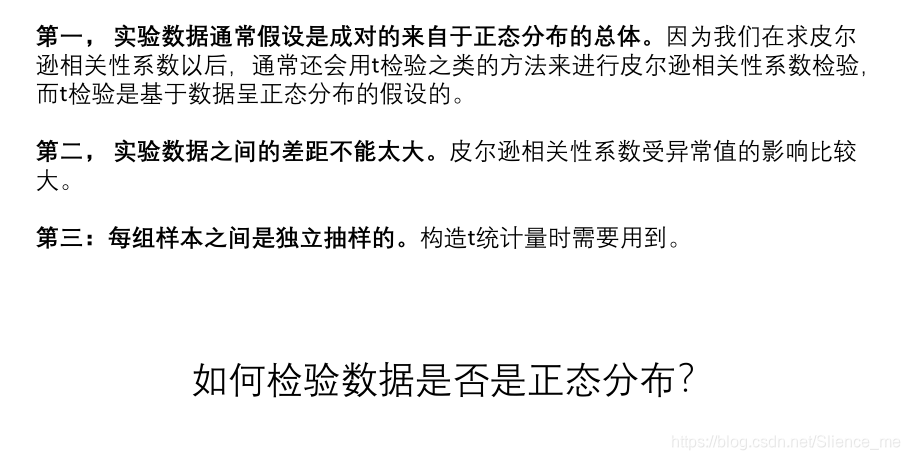 第一， 实验数据通常假设是成对的来自于正态分布的总体。因为我们在求皮尔
逊相关性系数以后，通常还会用t检验之类的方法来进行皮尔逊相关性系数检验，
而t检验是基于数据呈正态分布的假设的。
第二， 实验数据之间的差距不能太大。皮尔逊相关性系数受异常值的影响比较
大。
第三：每组样本之间是独立抽样的。构造t统计量时需要用到。
如何检验数据是否是正态分布？
https://blog.csdn.net/Slience_me